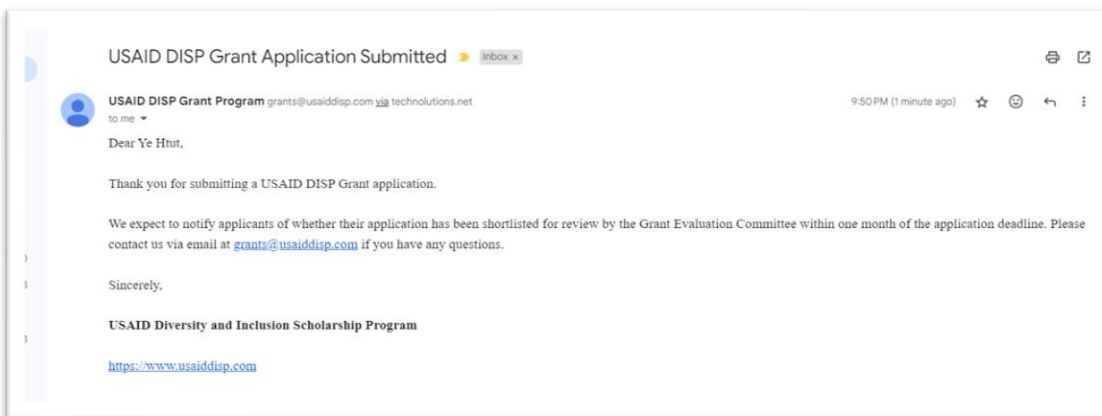 USAID DISP Grant Application Submitted Inbox ×
USAID DISP Grant Program grants@usaiddisp.com via technolutions.net 9:50 PM (1 minute ago)
to me
Dear Ye Htut,
Thank you for submitting a USAID DISP Grant application.
We expect to notify applicants of whether their application has been shortlisted for review by the Grant Evaluation Committee within one month of the application deadline. Please
contact us via email at grants@usaiddisp.com if you have any questions.
Sincerely,
USAID Diversity and Inclusion Scholarship Program
https://www.usaiddisp.com